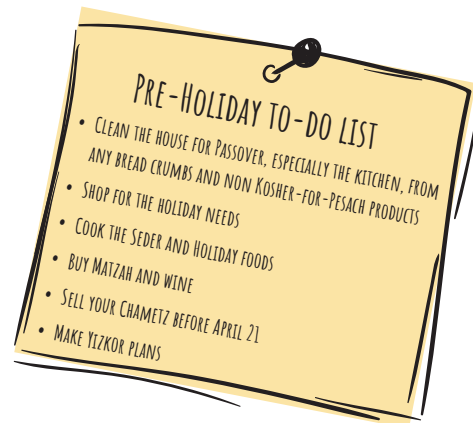 Pre-Holiday to-do list
• Clean the house for Passover, especially the kitchen, from
any bread crumbs and non Kosher-for-Pesach products
• Shop for the holiday needs
• Cook the Seder and Holiday foods
• Buy Matzah and wine
• Sell your Chametz before April 21
• Make Yizkor plans